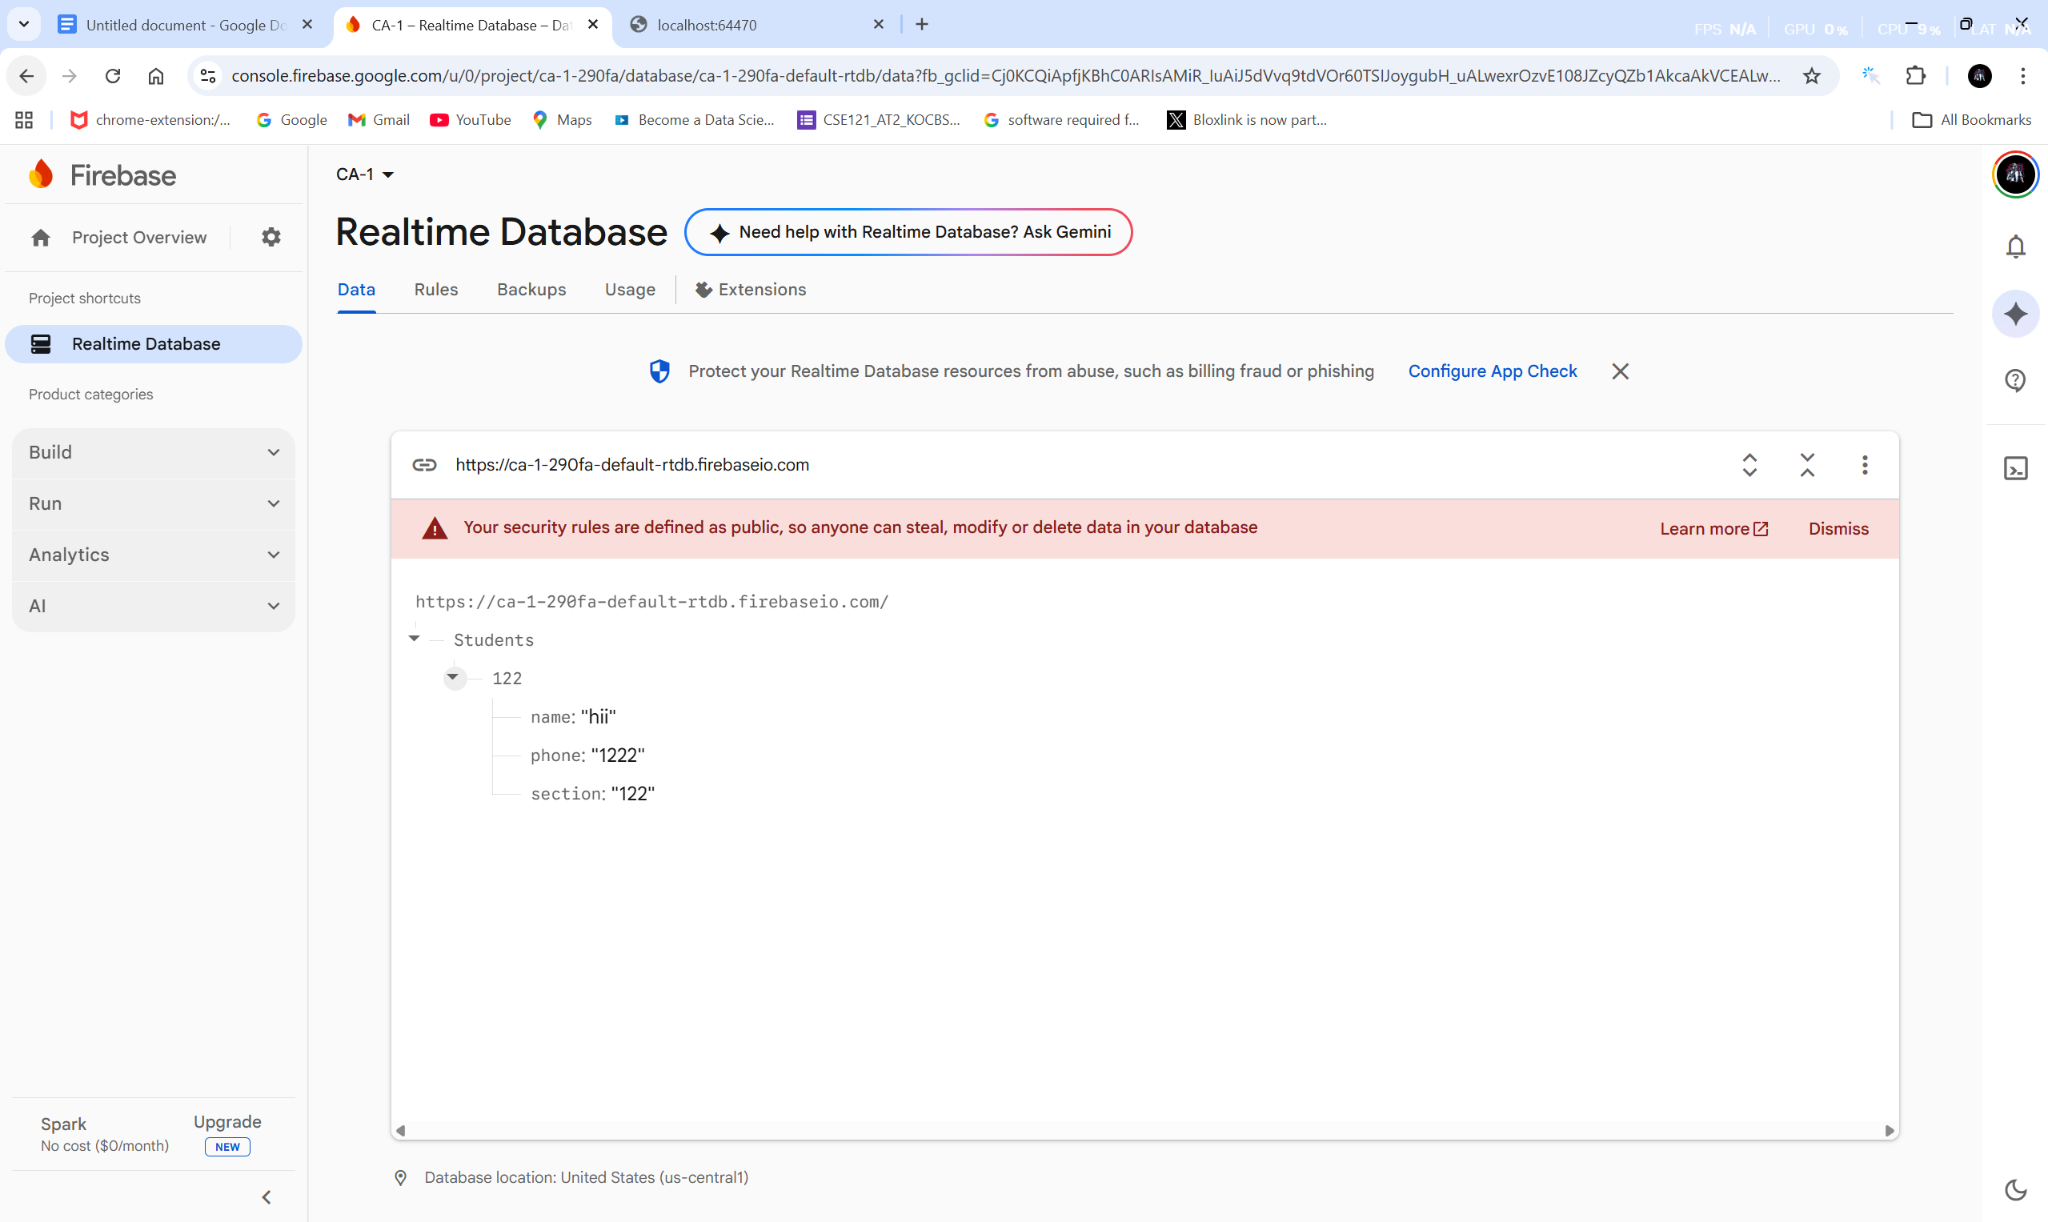 Untitled document - Google Do
CA-1 – Realtime Database – Dat
localhost:64470
FPS N/A GPU 0% CPU 9% LAT N/A
console.firebase.google.com/u/0/project/ca-1-290fa/database/ca-1-290fa-default-rtdb/data?fb_gclid=Cj0KCQiApfjKBhC0ARIsAMiR_IuAiJ5dVvq9tdVOr60TSIJoygubH_uALwexrOzvE108JZcyQZb1AkcaAkVCEALw...
chrome-extension:/...
Google
Gmail
YouTube
Maps
Become a Data Scie...
CSE121_AT2_KOCBS...
software required f...
Bloxlink is now part...
All Bookmarks
Firebase
Project Overview
Project shortcuts
Realtime Database
Product categories
Build
Run
Analytics
AI
Spark
No cost ($0/month)
Upgrade
NEW
CA-1
Realtime Database
Need help with Realtime Database? Ask Gemini
Data
Rules
Backups
Usage
Extensions
Protect your Realtime Database resources from abuse, such as billing fraud or phishing
Configure App Check
https://ca-1-290fa-default-rtdb.firebaseio.com
Your security rules are defined as public, so anyone can steal, modify or delete data in your database
Learn more
Dismiss
https://ca-1-290fa-default-rtdb.firebaseio.com/
Students
122
name: "hii"
phone: "1222"
section: "122"
Database location: United States (us-central1)